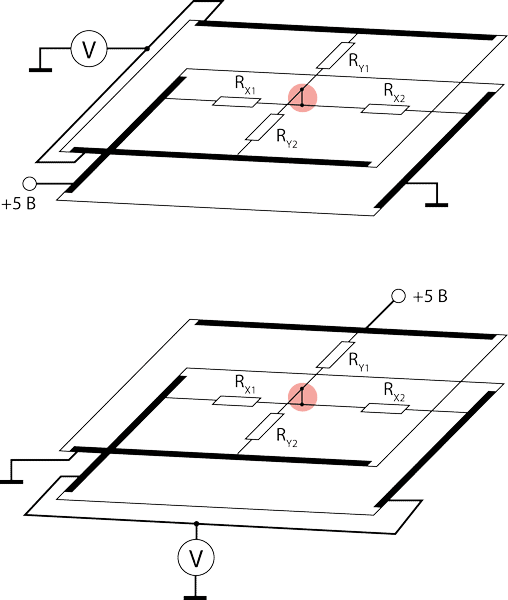 V
R_Y1
R_X1
R_X2
R_Y2
+5 В
+5 В
R_Y1
R_X1
R_X2
R_Y2
V